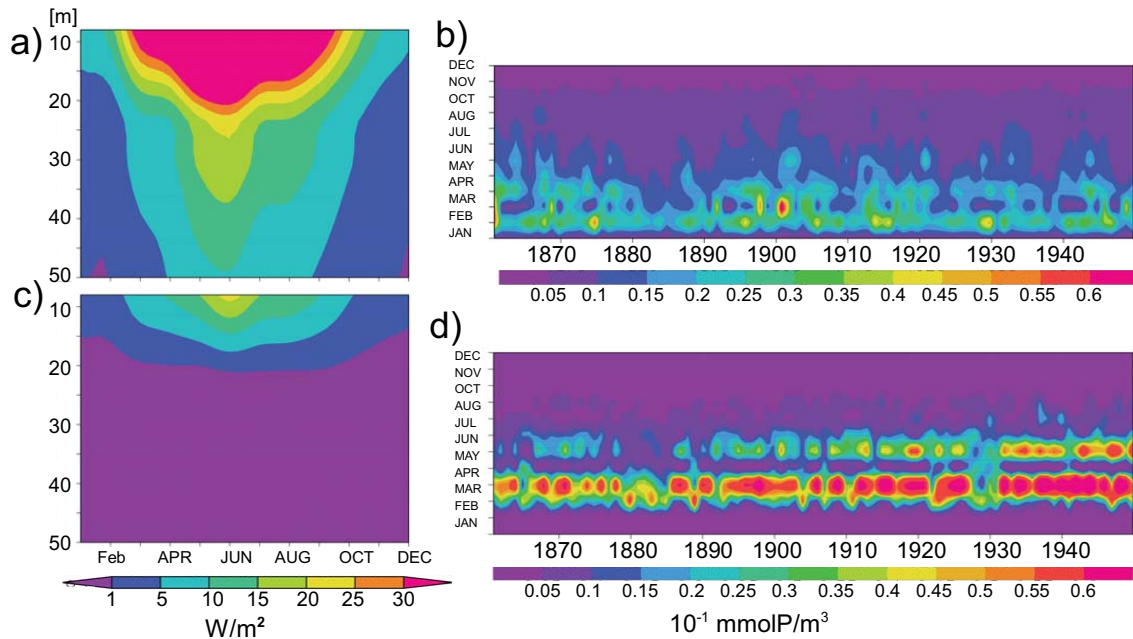 [m]
a)
10
20
30
40
50
b)
DEC
NOV
OCT
AUG
JUL
JUN
MAY
APR
MAR
FEB
JAN
1870 1880 1890 1900 1910 1920 1930 1940
0.05 0.1 0.15 0.2 0.25 0.3 0.35 0.4 0.45 0.5 0.55 0.6
c)
10
20
30
40
50
Feb APR JUN AUG OCT DEC
1 5 10 15 20 25 30
W/m²
d)
DEC
NOV
OCT
AUG
JUL
JUN
MAY
APR
MAR
FEB
JAN
1870 1880 1890 1900 1910 1920 1930 1940
0.05 0.1 0.15 0.2 0.25 0.3 0.35 0.4 0.45 0.5 0.55 0.6
10⁻¹ mmolP/m³